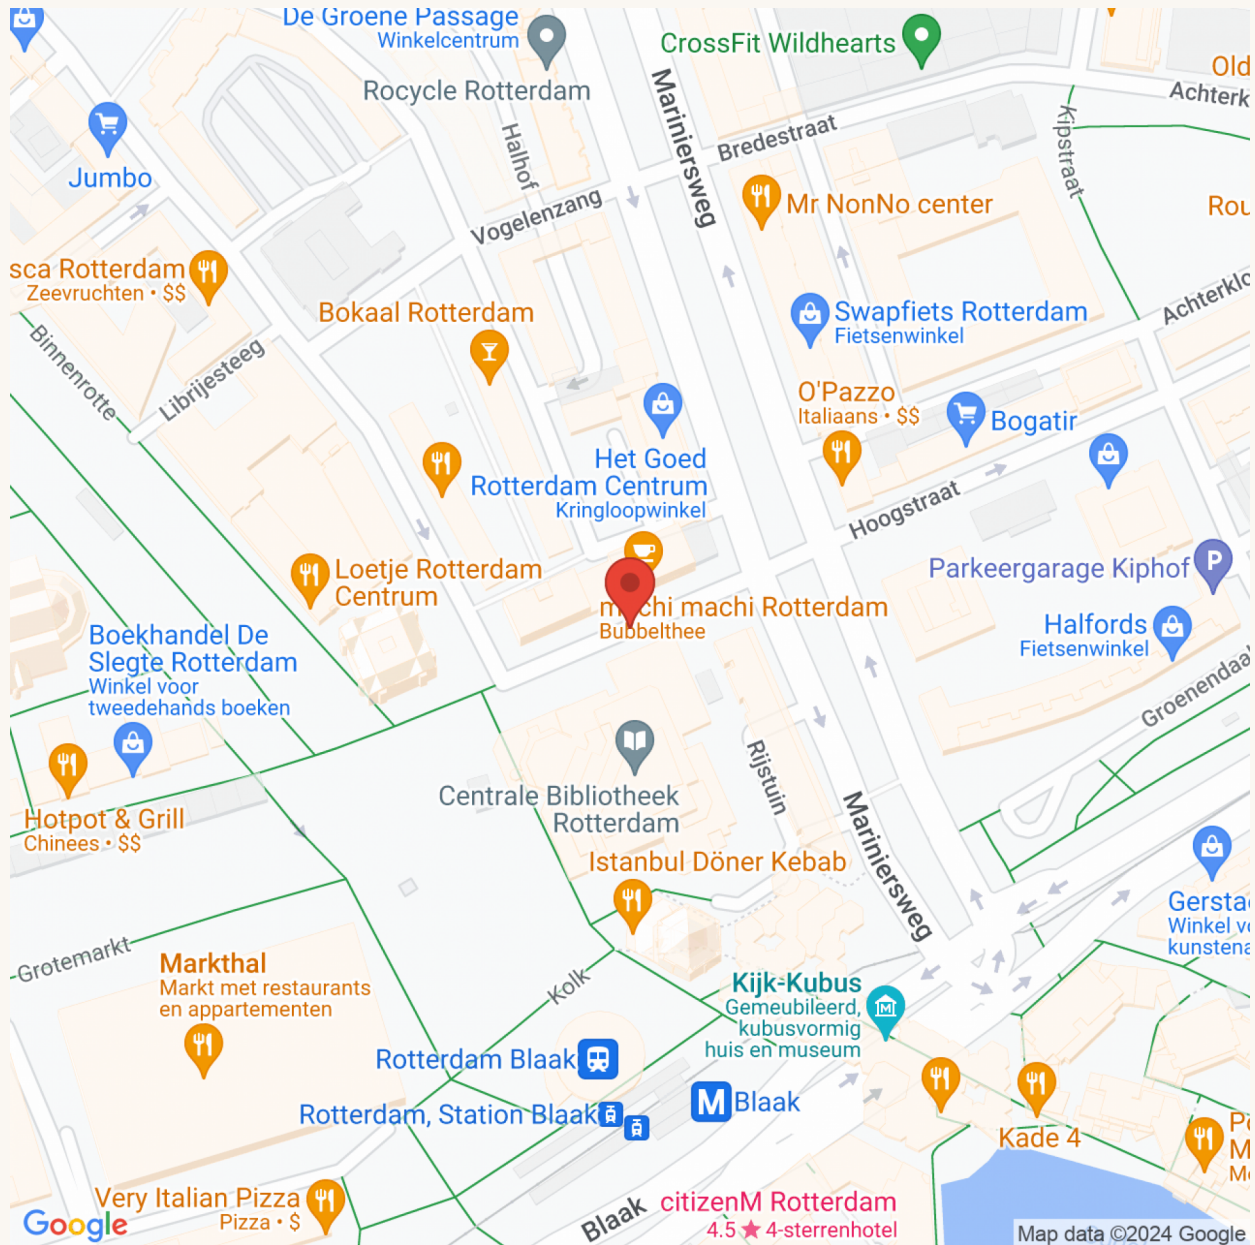 De Groene Passage
Winkelcentrum
CrossFit Wildhearts
Old
Rocycle Rotterdam
Achterk
Mariniersweg
Halhof
Kipstraat
Bredestraat
Jumbo
Vogelenzang
Mr NonNo center
Rou
sca Rotterdam
Zeevruchten • $$
Achterklo
Bokaal Rotterdam
Swapfiets Rotterdam
Fietsenwinkel
Binnenrotte
Librijesteeg
O'Pazzo
Italiaans • $$
Bogatir
Het Goed
Rotterdam Centrum
Kringloopwinkel
Hoogstraat
Loetje Rotterdam
Centrum
Parkeergarage Kiphof
P
machi machi Rotterdam
Bubbelthee
Halfords
Fietsenwinkel
Boekhandel De
Slegte Rotterdam
Winkel voor
tweedehands boeken
Groenendaal
Rijstuin
Centrale Bibliotheek
Rotterdam
Hotpot & Grill
Chinees • $$
Mariniersweg
Istanbul Döner Kebab
Gerstae
Winkel vo
kunstena
Grotemarkt
Markthal
Markt met restaurants
en appartementen
Kolk
Kijk-Kubus
Gemeubileerd,
kubusvormig
huis en museum
Rotterdam Blaak
Rotterdam, Station Blaak
M Blaak
Kade 4
Very Italian Pizza
Pizza • $
Blaak
citizenM Rotterdam
4.5 ★ 4-sterrenhotel
Google
Map data ©2024 Google